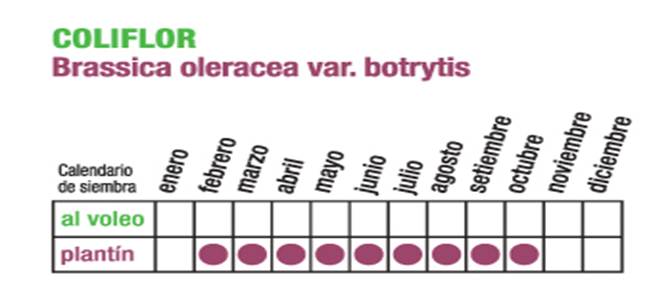 COLIFLOR
Brassica oleracea var. botrytis
Calendario
de siembra
enero
febrero
marzo
abril
mayo
junio
julio
agosto
setiembre
octubre
noviembre
diciembre
al voleo
plantín